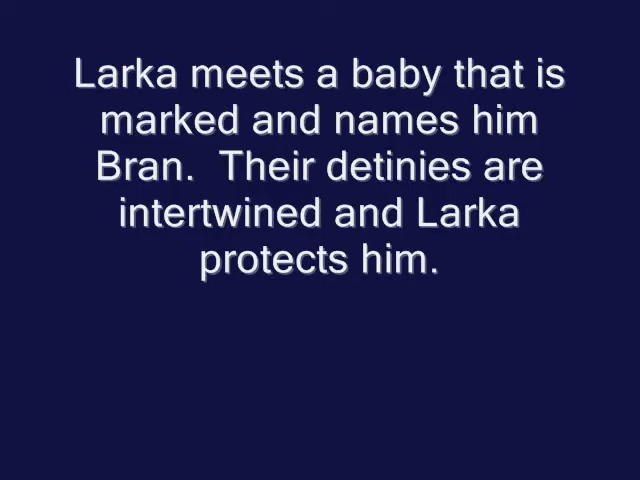 Larka meets a baby that is
marked and names him
Bran.  Their detinies are
intertwined and Larka
protects him.